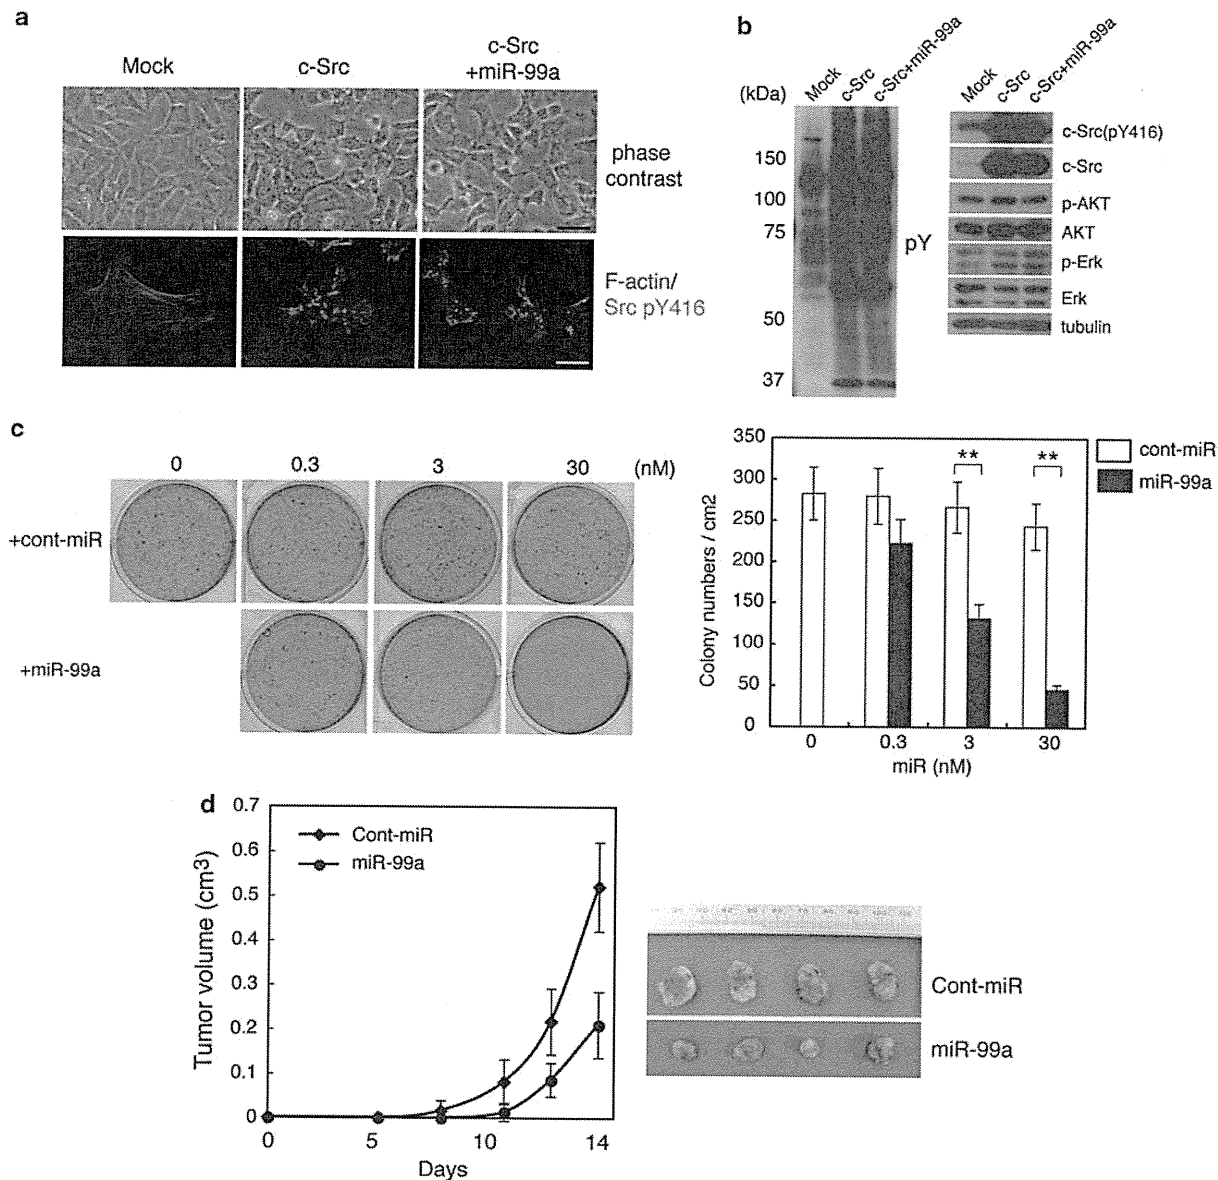 a
Mock
c-Src
c-Src
+miR-99a
phase
contrast
F-actin/
Src pY416
b
(kDa)
Mock
c-Src
c-Src+miR-99a
150
100
75
50
37
pY
Mock
c-Src
c-Src+miR-99a
c-Src(pY416)
c-Src
p-AKT
AKT
p-Erk
Erk
tubulin
c
0
0.3
3
30
(nM)
+cont-miR
+miR-99a
350
300
250
200
150
100
50
0
Colony numbers / cm2
**
**
cont-miR
miR-99a
0
0.3
3
30
miR (nM)
d
0.7
0.6
0.5
0.4
0.3
0.2
0.1
0
Tumor volume (cm3)
Cont-miR
miR-99a
0
5
10
14
Days
Cont-miR
miR-99a